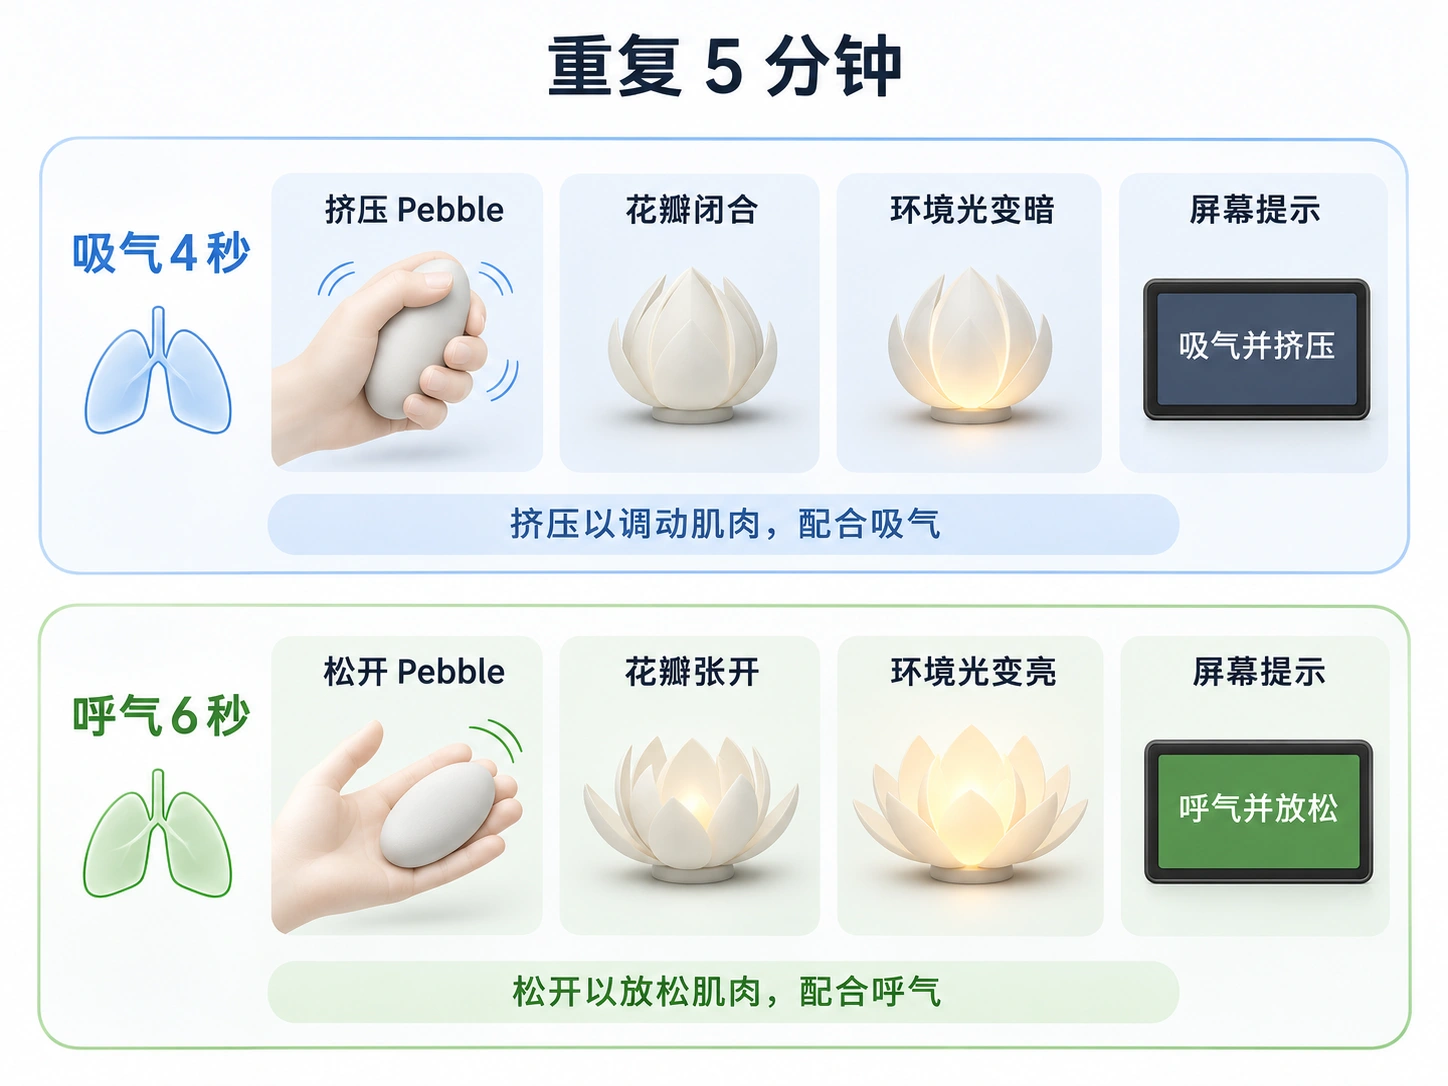 重复 5 分钟
吸气4秒
挤压 Pebble
花瓣闭合
环境光变暗
屏幕提示
吸气并挤压
挤压以调动肌肉，配合吸气
呼气6秒
松开 Pebble
花瓣张开
环境光变亮
屏幕提示
呼气并放松
松开以放松肌肉，配合呼气